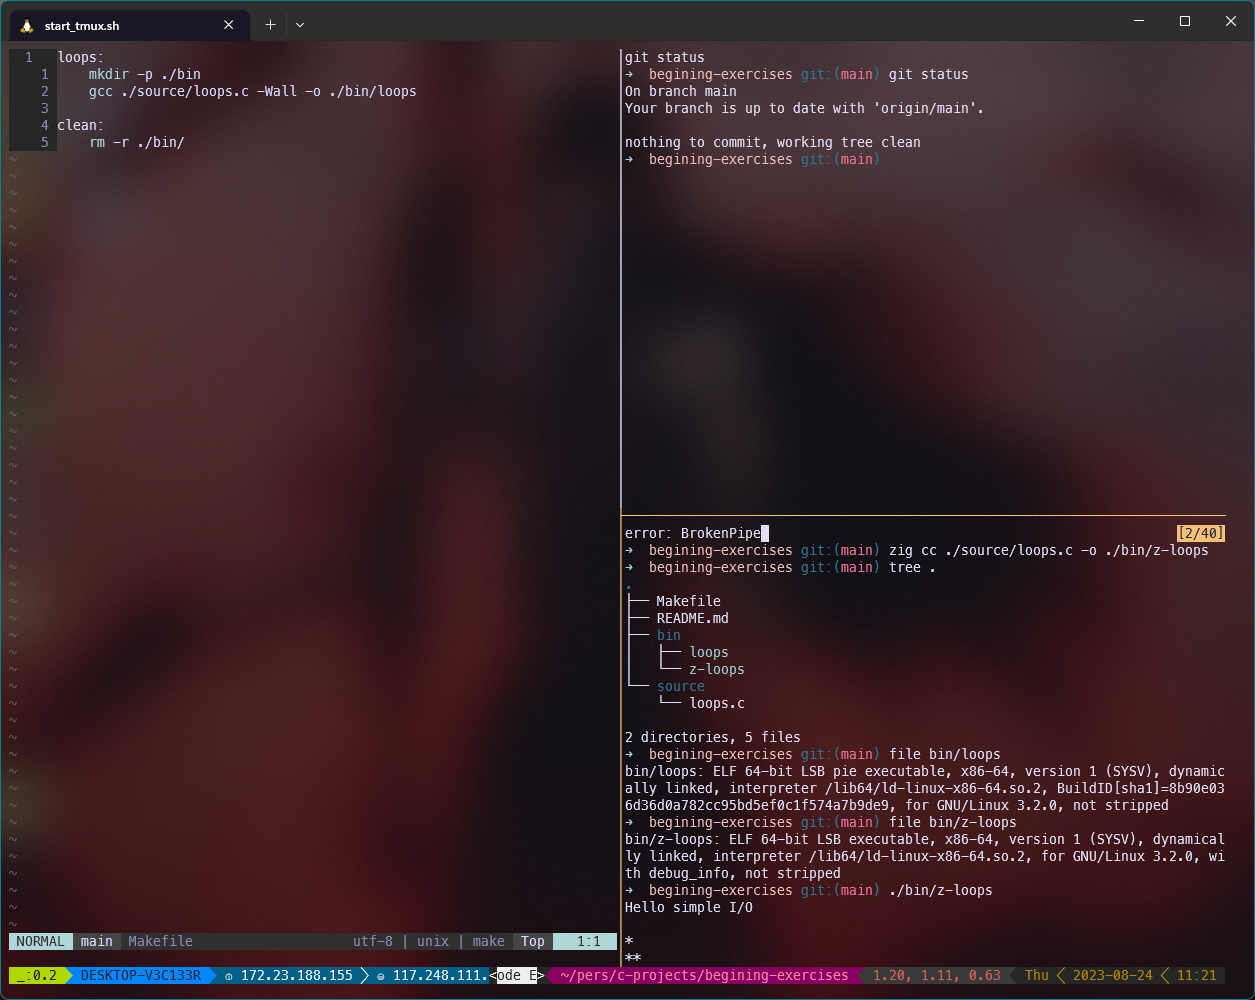 start_tmux.sh
1 loops:
1 mkdir -p ./bin
2 gcc ./source/loops.c -Wall -o ./bin/loops
3
4 clean:
5 rm -r ./bin/
NORMAL main Makefile utf-8 | unix | make Top 1:1
git status
➜ begining-exercises git:(main) git status
On branch main
Your branch is up to date with 'origin/main'.
nothing to commit, working tree clean
➜ begining-exercises git:(main)
error: BrokenPipe [2/40]
➜ begining-exercises git:(main) zig cc ./source/loops.c -o ./bin/z-loops
➜ begining-exercises git:(main) tree .
.
├── Makefile
├── README.md
├── bin
│   ├── loops
│   └── z-loops
└── source
    └── loops.c
2 directories, 5 files
➜ begining-exercises git:(main) file bin/loops
bin/loops: ELF 64-bit LSB pie executable, x86-64, version 1 (SYSV), dynamic
ally linked, interpreter /lib64/ld-linux-x86-64.so.2, BuildID[sha1]=8b90e03
6d36d0a782cc95bd5ef0c1f574a7b9de9, for GNU/Linux 3.2.0, not stripped
➜ begining-exercises git:(main) file bin/z-loops
bin/z-loops: ELF 64-bit LSB executable, x86-64, version 1 (SYSV), dynamical
ly linked, interpreter /lib64/ld-linux-x86-64.so.2, for GNU/Linux 3.2.0, wi
th debug_info, not stripped
➜ begining-exercises git:(main) ./bin/z-loops
Hello simple I/O
*
**
_:0.2 DESKTOP-V3C133R 172.23.188.155 117.248.111.<ode E> ~/pers/c-projects/begining-exercises 1.20, 1.11, 0.63 Thu 2023-08-24 11:21